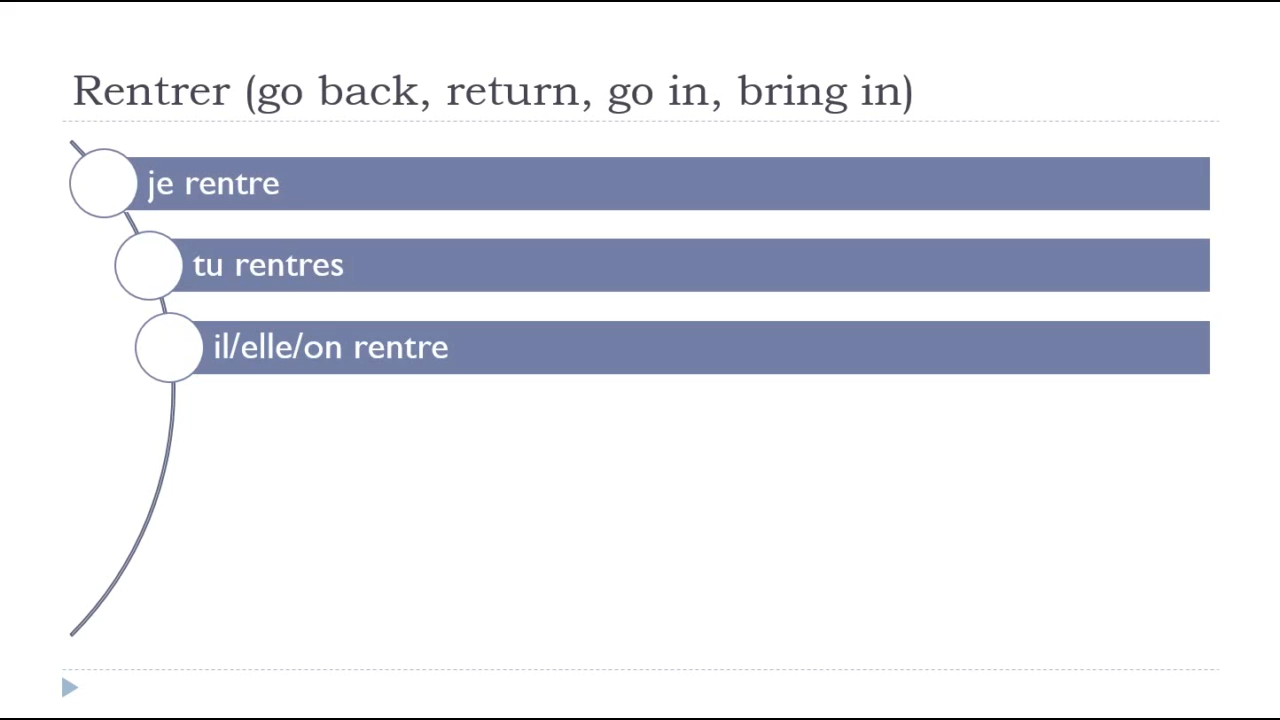 Rentrer (go back, return, go in, bring in)
je rentre
tu rentres
il/elle/on rentre